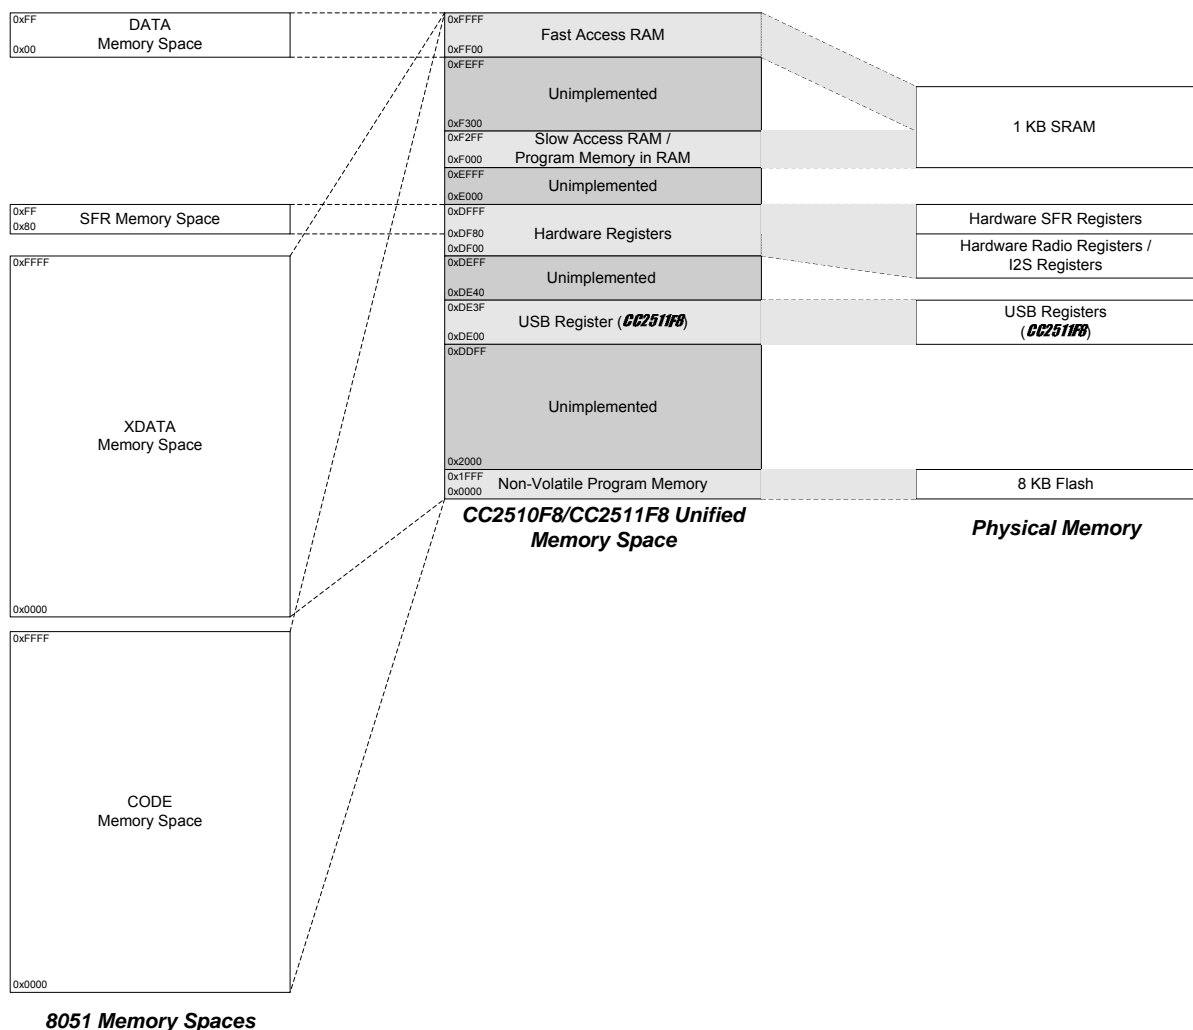 0xFF
DATA
Memory Space
0x00
0xFF
SFR Memory Space
0x80
0xFFFF
XDATA
Memory Space
0x0000
0xFFFF
CODE
Memory Space
0x0000
8051 Memory Spaces
0xFFFF
Fast Access RAM
0xFF00
0xFEFF
Unimplemented
0xF300
0xF2FF
Slow Access RAM /
Program Memory in RAM
0xF000
0xEFFF
Unimplemented
0xE000
0xDFFF
0xDF80
Hardware Registers
0xDF00
0xDEFF
Unimplemented
0xDE40
0xDE3F
USB Register (CC2511F8)
0xDE00
0xDDFF
Unimplemented
0x2000
0x1FFF
Non-Volatile Program Memory
0x0000
CC2510F8/CC2511F8 Unified
Memory Space
1 KB SRAM
Hardware SFR Registers
Hardware Radio Registers /
I2S Registers
USB Registers
(CC2511F8)
8 KB Flash
Physical Memory